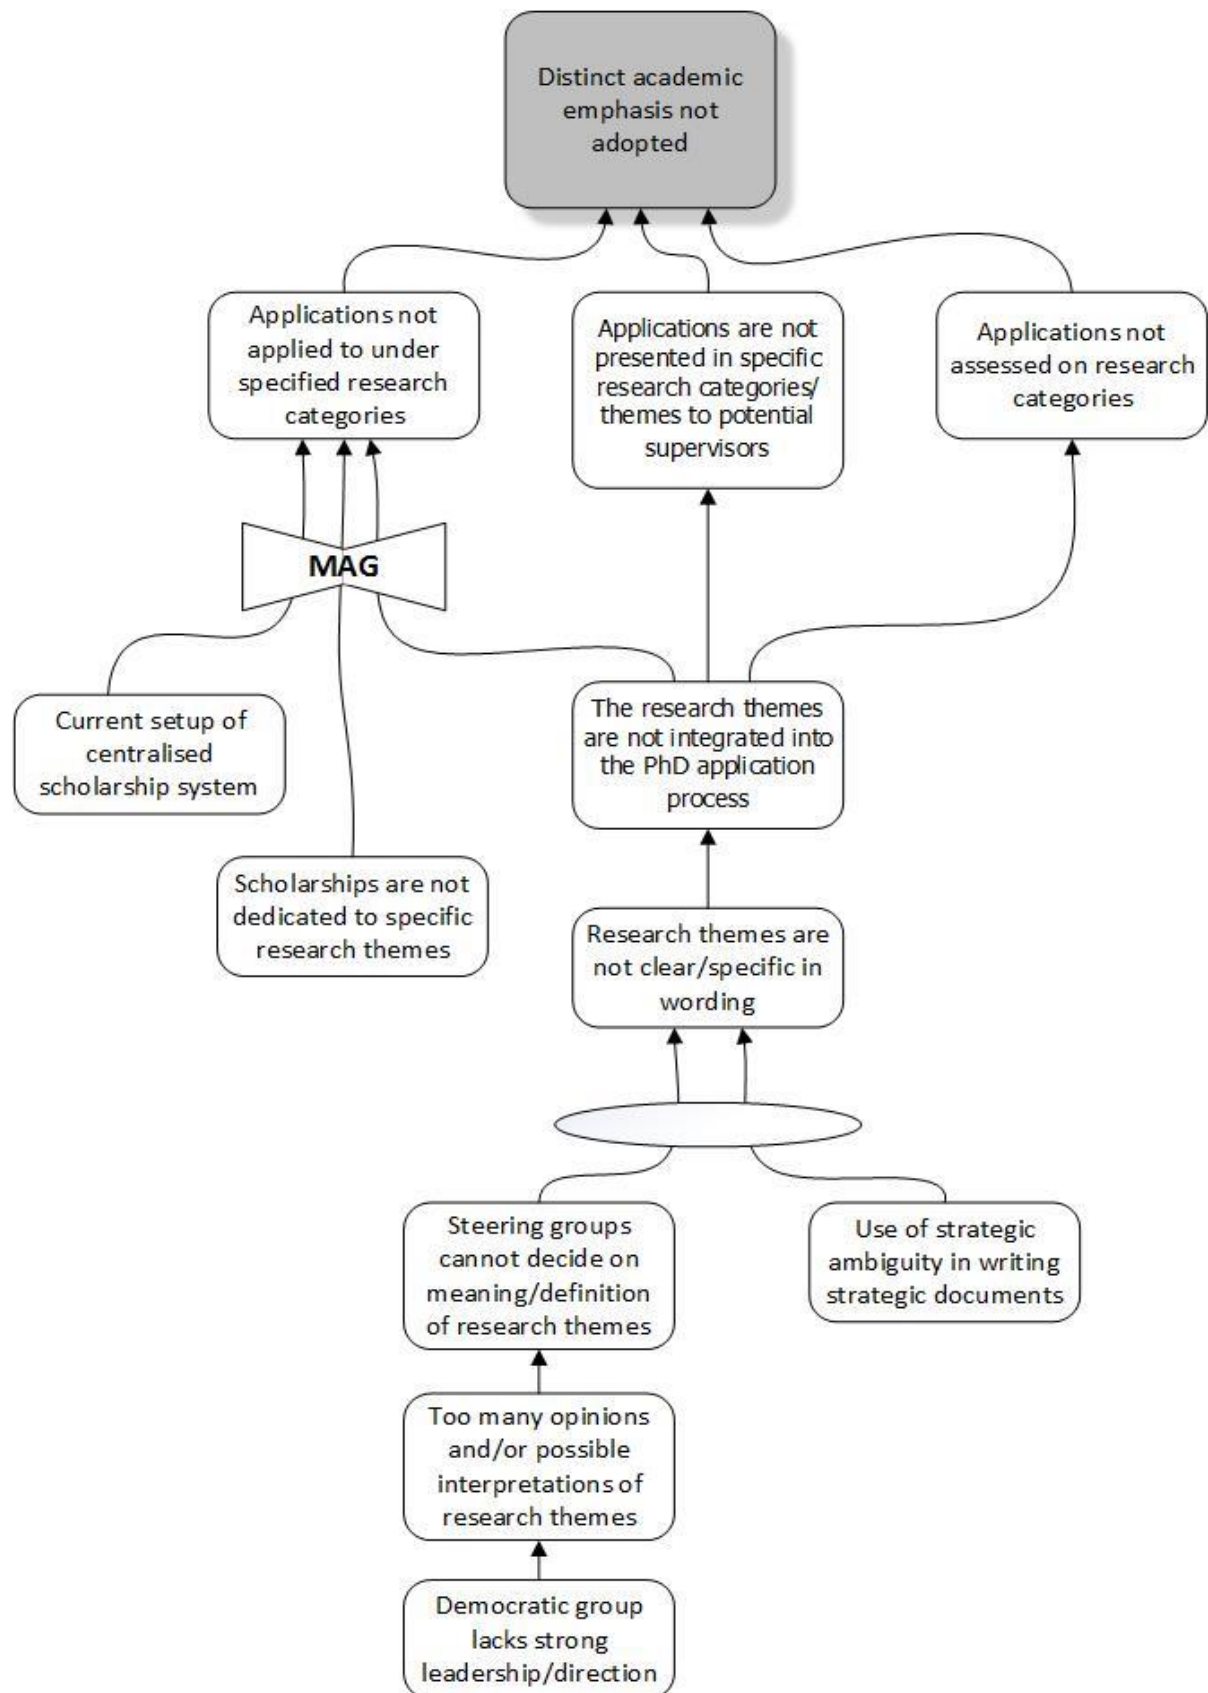 Distinct academic
emphasis not
adopted
Applications not
applied to under
specified research
categories
Applications are not
presented in specific
research categories/
themes to potential
supervisors
Applications not
assessed on research
categories
MAG
Current setup of
centralised
scholarship system
The research themes
are not integrated into
the PhD application
process
Scholarships are not
dedicated to specific
research themes
Research themes are
not clear/specific in
wording
Steering groups
cannot decide on
meaning/definition
of research themes
Use of strategic
ambiguity in writing
strategic documents
Too many opinions
and/or possible
interpretations of
research themes
Democratic group
lacks strong
leadership/direction